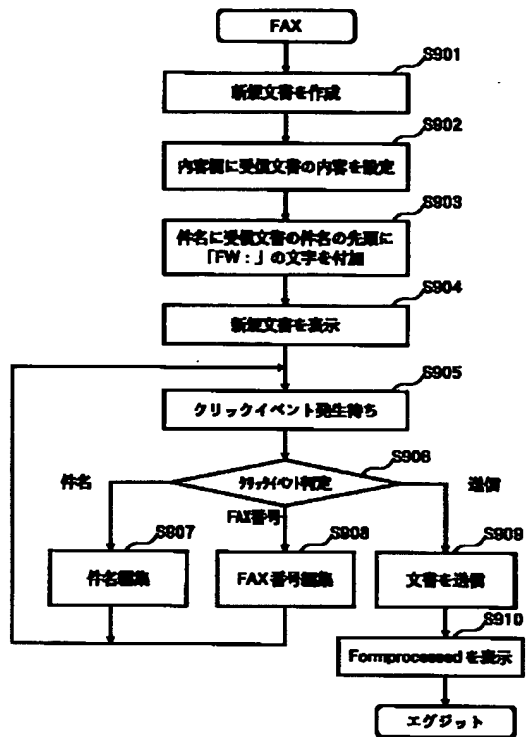 FAX
S901
新規文書を作成
S902
内容欄に受信文書の内容を設定
S903
件名に受信文書の件名の先頭に
「FW：」の文字を付加
S904
新規文書を表示
S905
クリックイベント発生待ち
S906
クリックイベント判定
件名
FAX番号
送信
S907
件名編集
S908
FAX番号編集
S909
文書を送信
S910
Formprocessedを表示
エグジット